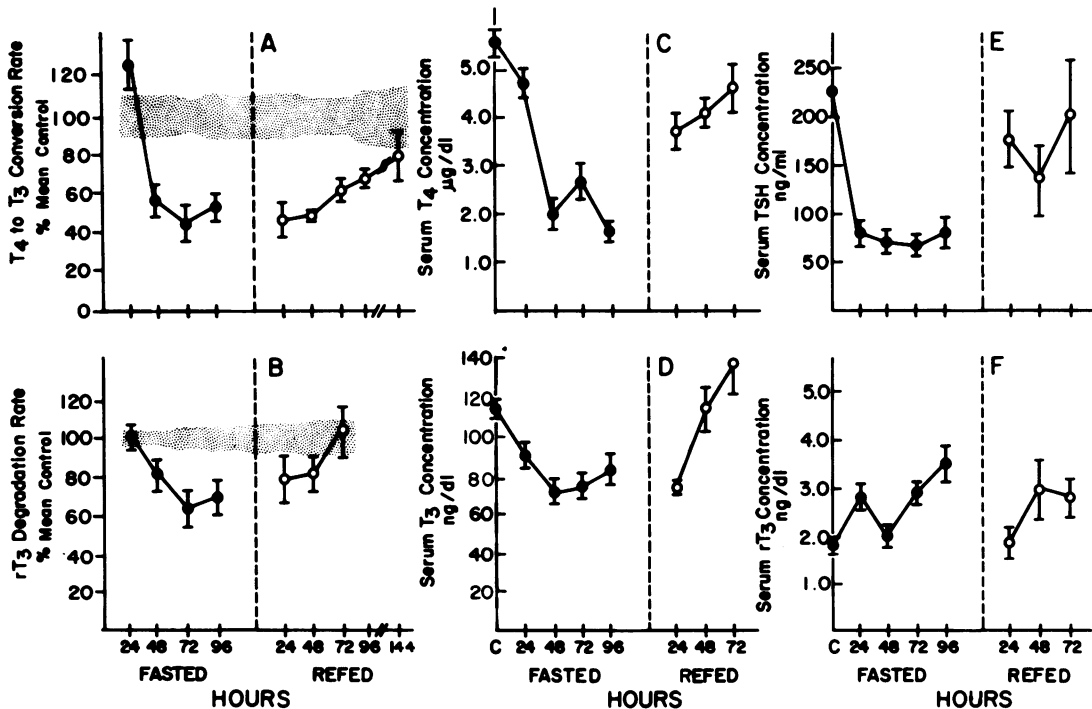 A
T4 to T3 Conversion Rate
% Mean Control
120
100
80
60
40
20
0
C
Serum T4 Concentration
μg/dl
5.0
4.0
3.0
2.0
1.0
E
Serum TSH Concentration
ng/ml
250
200
150
100
50
B
rT3 Degradation Rate
% Mean Control
120
100
80
60
40
20
24 48 72 96 24 48 72 96 144
FASTED REFED
HOURS
D
Serum T3 Concentration
ng/dl
140
120
100
80
60
40
20
C 24 48 72 96 24 48 72
FASTED REFED
HOURS
F
Serum rT3 Concentration
ng/dl
5.0
4.0
3.0
2.0
1.0
C 24 48 72 96 24 48 72
FASTED REFED
HOURS